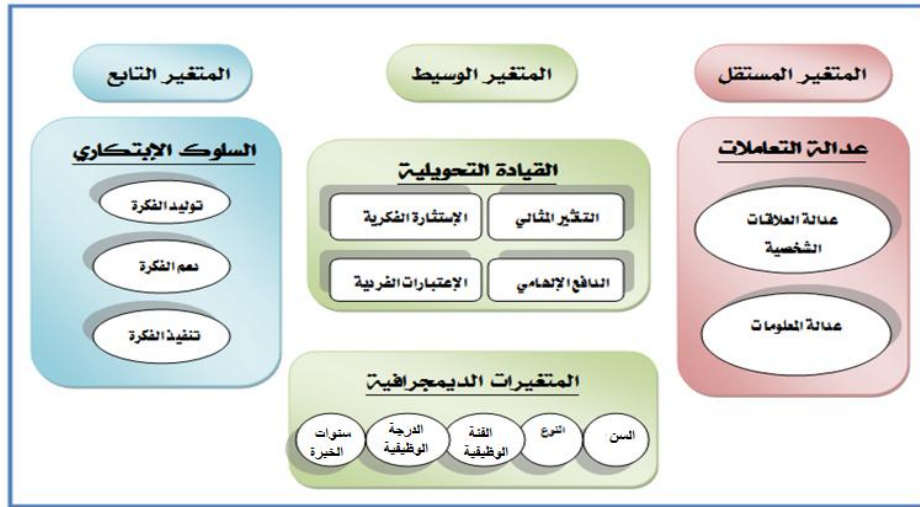 المتغير المستقل
المتغير الوسيط
المتغير التابع
عدالة التعاملات
عدالة العلاقات
الشخصية
عدالة المعلومات
القيادة التحويلية
التأثير المثالي
الإستثارة الفكرية
الدافع الإلهامي
الإعتبارات الفردية
السلوك الإبتكاري
توليد الفكرة
دعم الفكرة
تنفيذ الفكرة
المتغيرات الديمجرافية
السن
النوع
الفئة
الوظيفية
الدرجة
الوظيفية
سنوات
الخبرة